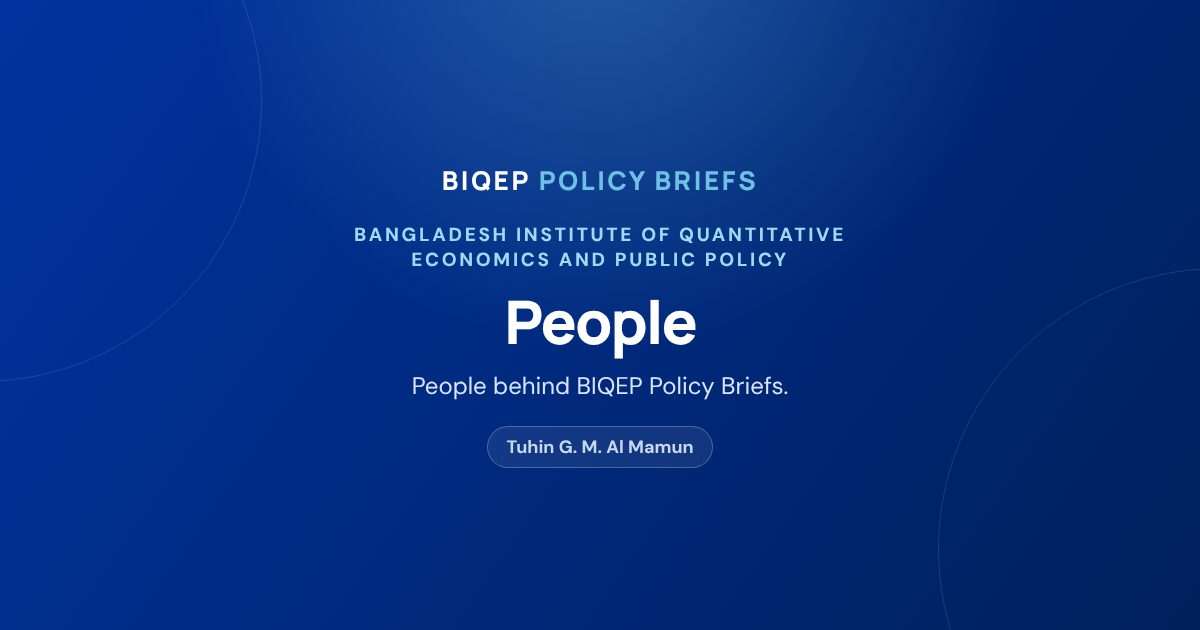 BIQEP POLICY BRIEFS
BANGLADESH INSTITUTE OF QUANTITATIVE
ECONOMICS AND PUBLIC POLICY
People
People behind BIQEP Policy Briefs.
Tuhin G. M. Al Mamun